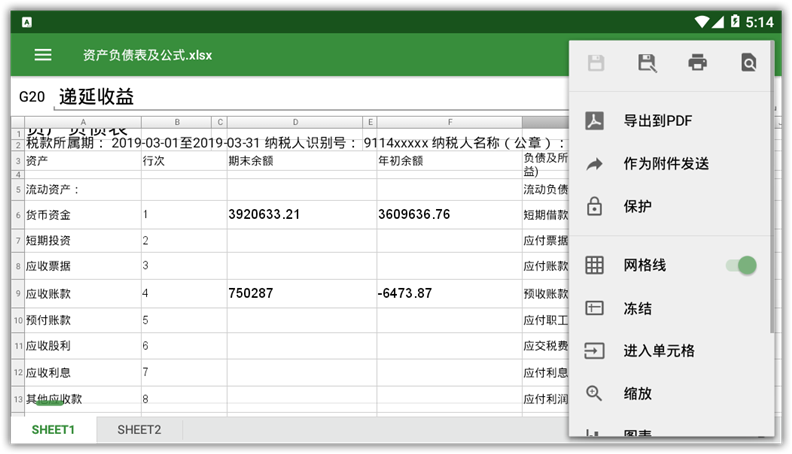 A
5:14
资产负债表及公式.xlsx
G20 递延收益
A B C D E F
1 资产负债表
2 税款所属期： 2019-03-01至2019-03-31 纳税人识别号： 9114xxxxx 纳税人名称（公章）：
3 资产 行次 期末余额 年初余额 负债及所
4 益)
5 流动资产： 流动负债
6 货币资金 1 3920633.21 3609636.76 短期借款
7 短期投资 2 应付票据
8 应收票据 3 应付账款
9 应收账款 4 750287 -6473.87 预收账款
10 预付账款 5 应付职工
11 应收股利 6 应交税费
12 应收利息 7 应付利息
13 其他应收款 8 应付利润
SHEET1 SHEET2
导出到PDF
作为附件发送
保护
网格线
冻结
进入单元格
缩放
图表